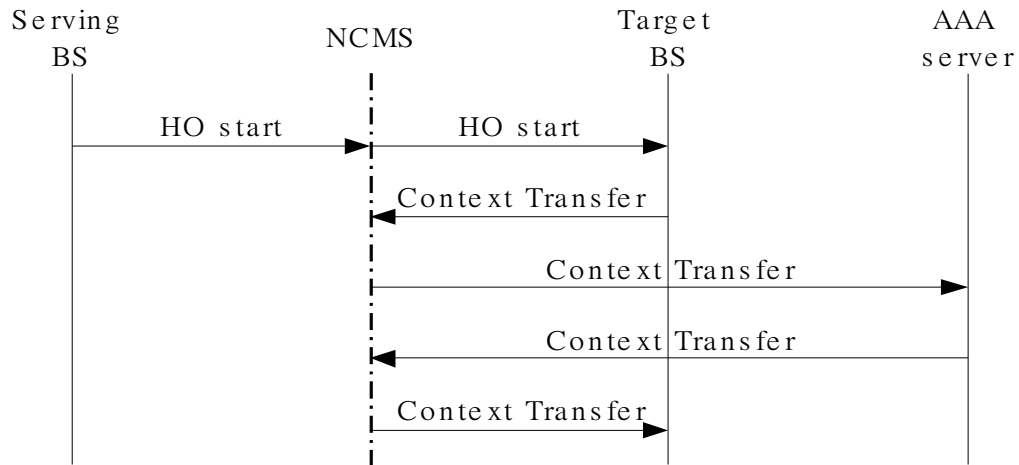 Serving
BS
NCMS
Target
BS
AAA
server
HO start
HO start
Context Transfer
Context Transfer
Context Transfer
Context Transfer